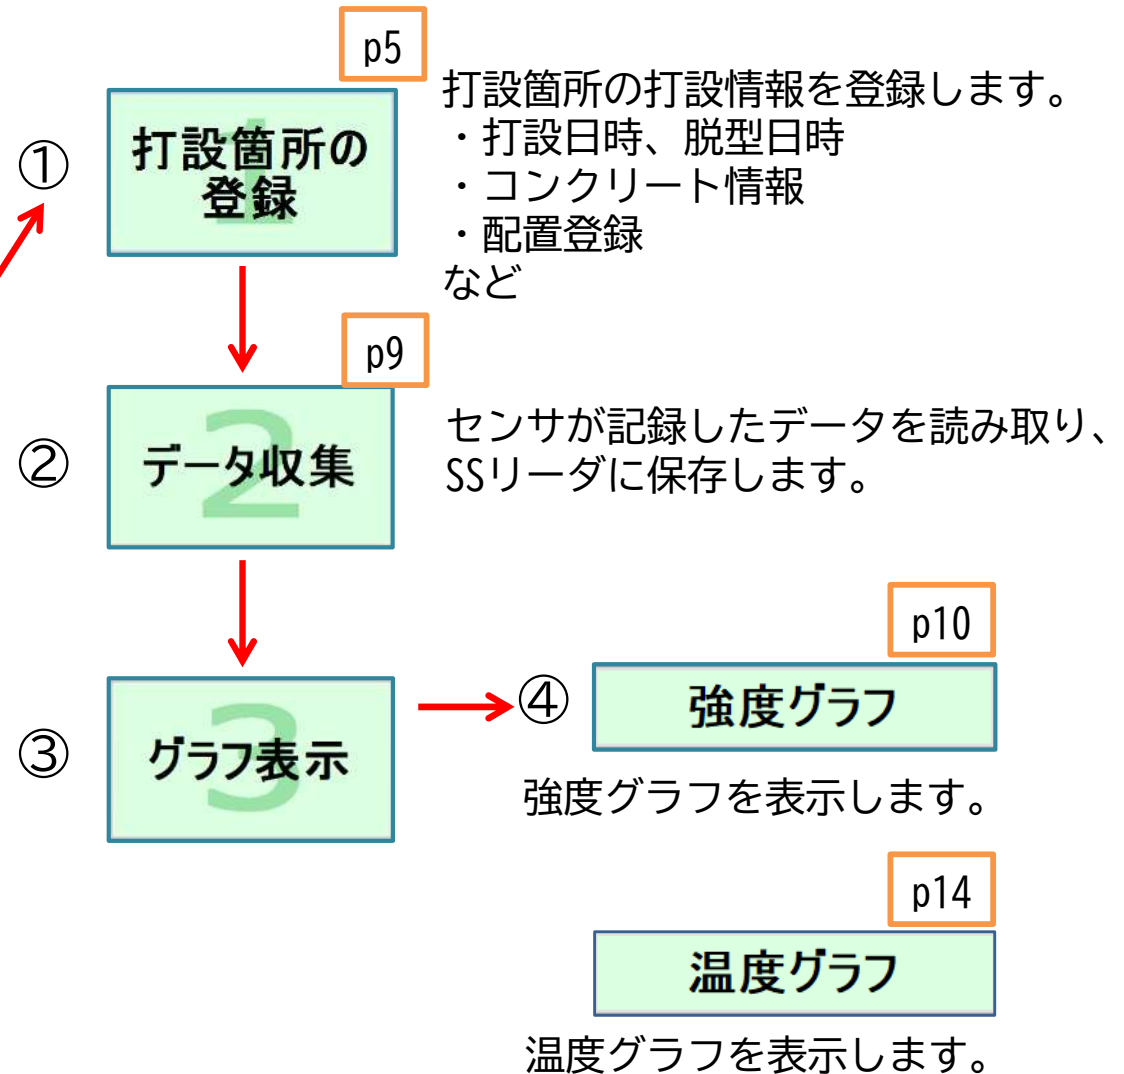 p5
①
打設箇所の
登録
1
打設箇所の打設情報を登録します。
・打設日時、脱型日時
・コンクリート情報
・配置登録
など
p9
②
データ収集
2
センサが記録したデータを読み取り、
SSリーダに保存します。
③
グラフ表示
3
p10
④
強度グラフ
強度グラフを表示します。
p14
温度グラフ
温度グラフを表示します。